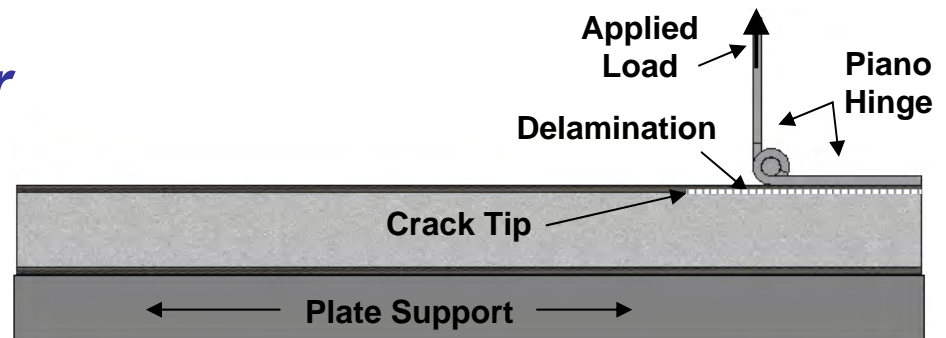 Applied
Load
Piano
Hinge
Delamination
r
Crack Tip
Plate Support